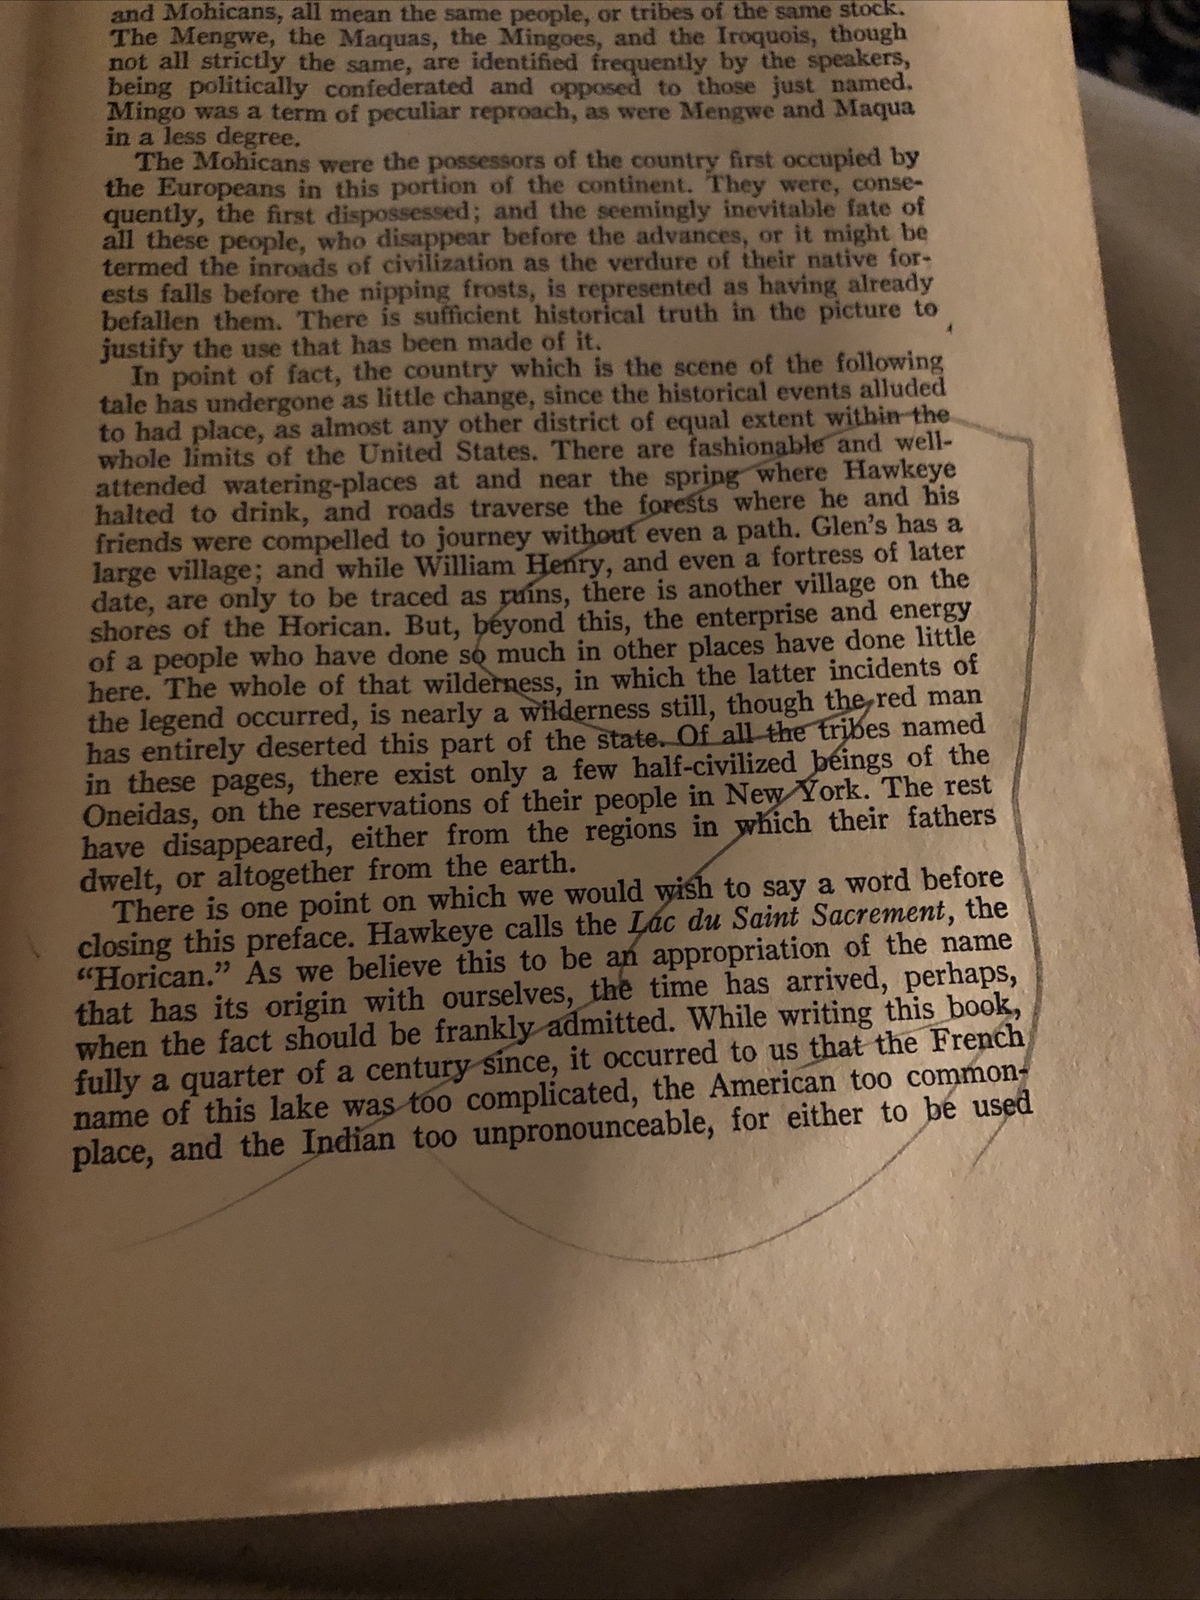 and Mohicans, all mean the same people, or tribes of the same stock.
The Mengwe, the Maquas, the Mingoes, and the Iroquois, though
not all strictly the same, are identified frequently by the speakers,
being politically confederated and opposed to those just named.
Mingo was a term of peculiar reproach, as were Mengwe and Maqua
in a less degree.
The Mohicans were the possessors of the country first occupied by
the Europeans in this portion of the continent. They were, conse-
quently, the first dispossessed; and the seemingly inevitable fate of
all these people, who disappear before the advances, or it might be
termed the inroads of civilization as the verdure of their native for-
ests falls before the nipping frosts, is represented as having already
befallen them. There is sufficient historical truth in the picture to
justify the use that has been made of it.
In point of fact, the country which is the scene of the following
tale has undergone as little change, since the historical events alluded
to had place, as almost any other district of equal extent within the
whole limits of the United States. There are fashionable and well-
attended watering-places at and near the spring where Hawkeye
halted to drink, and roads traverse the forests where he and his
friends were compelled to journey without even a path. Glen's has a
large village; and while William Henry, and even a fortress of later
date, are only to be traced as ruins, there is another village on the
shores of the Horican. But, beyond this, the enterprise and energy
of a people who have done so much in other places have done little
here. The whole of that wilderness, in which the latter incidents of
the legend occurred, is nearly a wilderness still, though the red man
has entirely deserted this part of the state. Of all the tribes named
in these pages, there exist only a few half-civilized beings of the
Oneidas, on the reservations of their people in New York. The rest
have disappeared, either from the regions in which their fathers
dwelt, or altogether from the earth.
There is one point on which we would wish to say a word before
closing this preface. Hawkeye calls the Lac du Saint Sacrement, the
“Horican.” As we believe this to be an appropriation of the name
that has its origin with ourselves, the time has arrived, perhaps,
when the fact should be frankly admitted. While writing this book,
fully a quarter of a century since, it occurred to us that the French
name of this lake was too complicated, the American too common-
place, and the Indian too unpronounceable, for either to be used